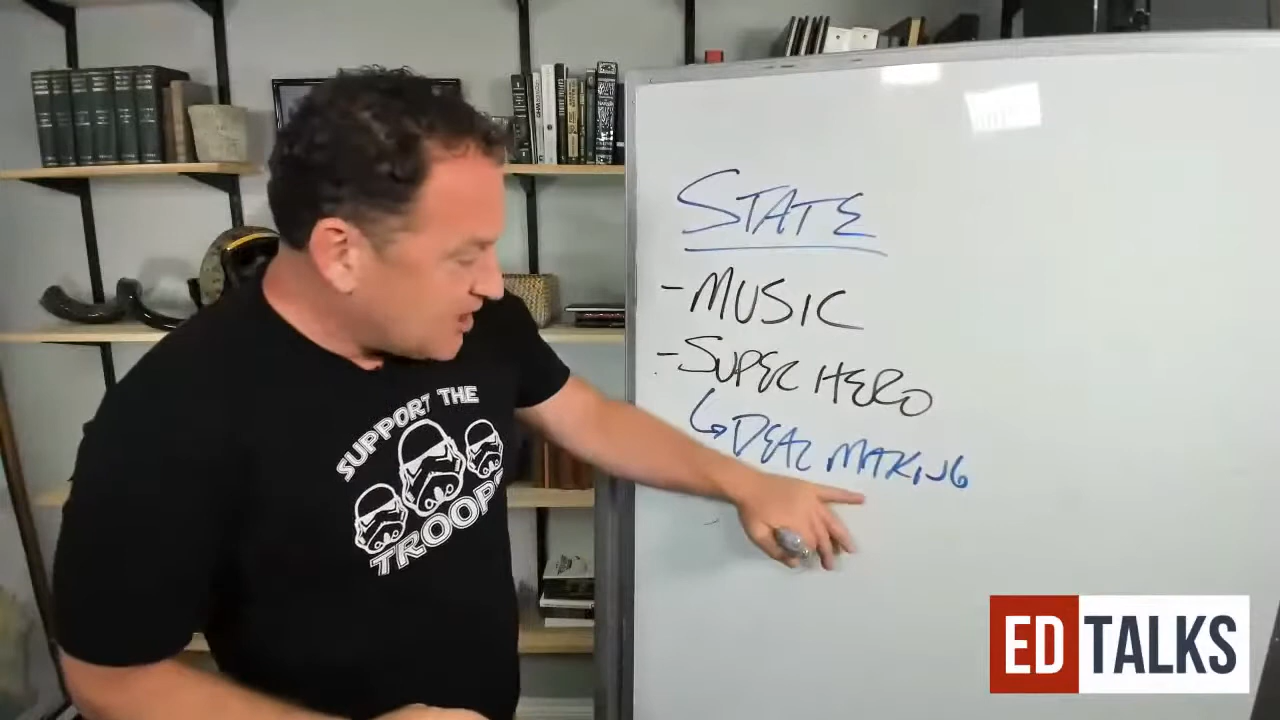 STATE
- MUSIC
- SUPER HERO
↳ DEAL MAKING
SUPPORT THE
TROOPS
ED TALKS